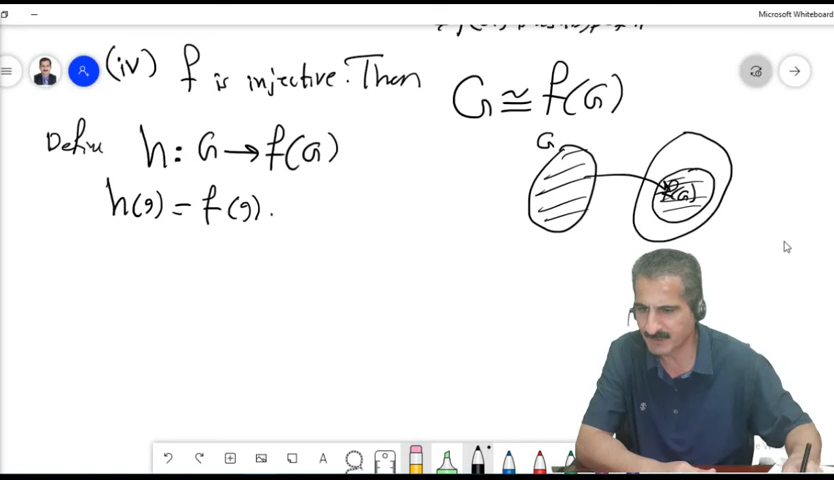 Microsoft Whiteboard
(iv) f is injective. Then
G ≅ f(G)
Define h: G → f(G)
G
f(G)
h(g) = f(g).
A